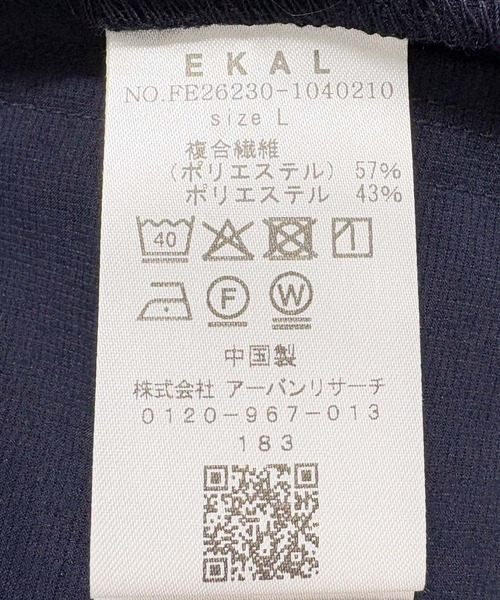 EKAL
NO.FE26230-1040210
size L
複合繊維
（ポリエステル） 57%
ポリエステル 43%
40
F W
中国製
株式会社 アーバンリサーチ
0120-967-013
183